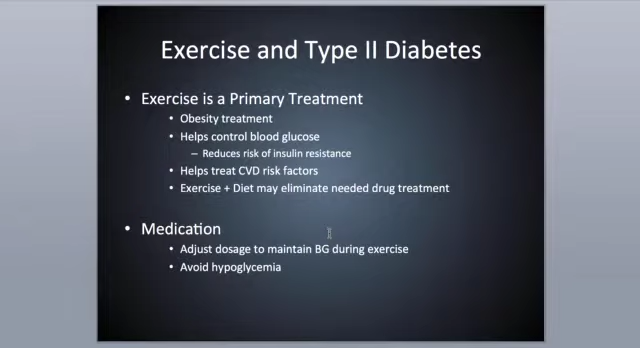 Exercise and Type II Diabetes
• Exercise is a Primary Treatment
• Obesity treatment
• Helps control blood glucose
– Reduces risk of insulin resistance
• Helps treat CVD risk factors
• Exercise + Diet may eliminate needed drug treatment
• Medication
• Adjust dosage to maintain BG during exercise
• Avoid hypoglycemia